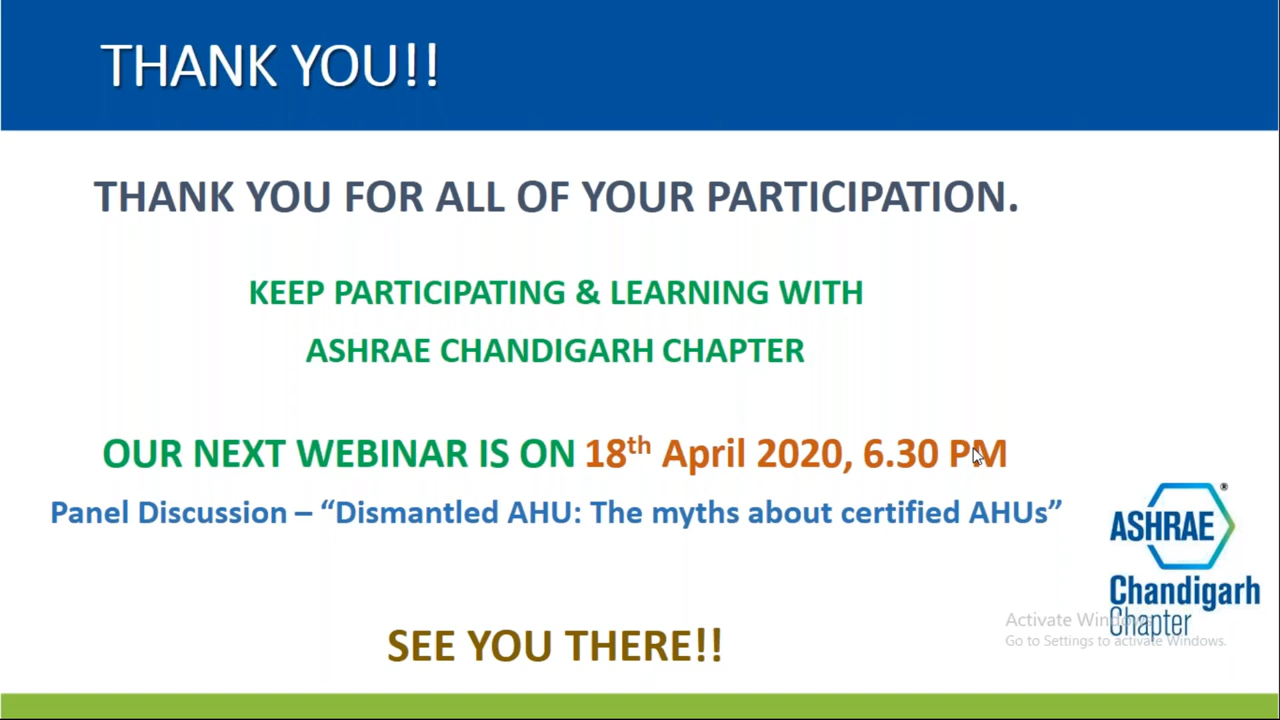 THANK YOU!!
THANK YOU FOR ALL OF YOUR PARTICIPATION.
KEEP PARTICIPATING & LEARNING WITH
ASHRAE CHANDIGARH CHAPTER
OUR NEXT WEBINAR IS ON 18th April 2020, 6.30 PM
Panel Discussion – “Dismantled AHU: The myths about certified AHUs”
ASHRAE®
Chandigarh
Chapter
Activate Windows
Go to Settings to activate Windows.
SEE YOU THERE!!